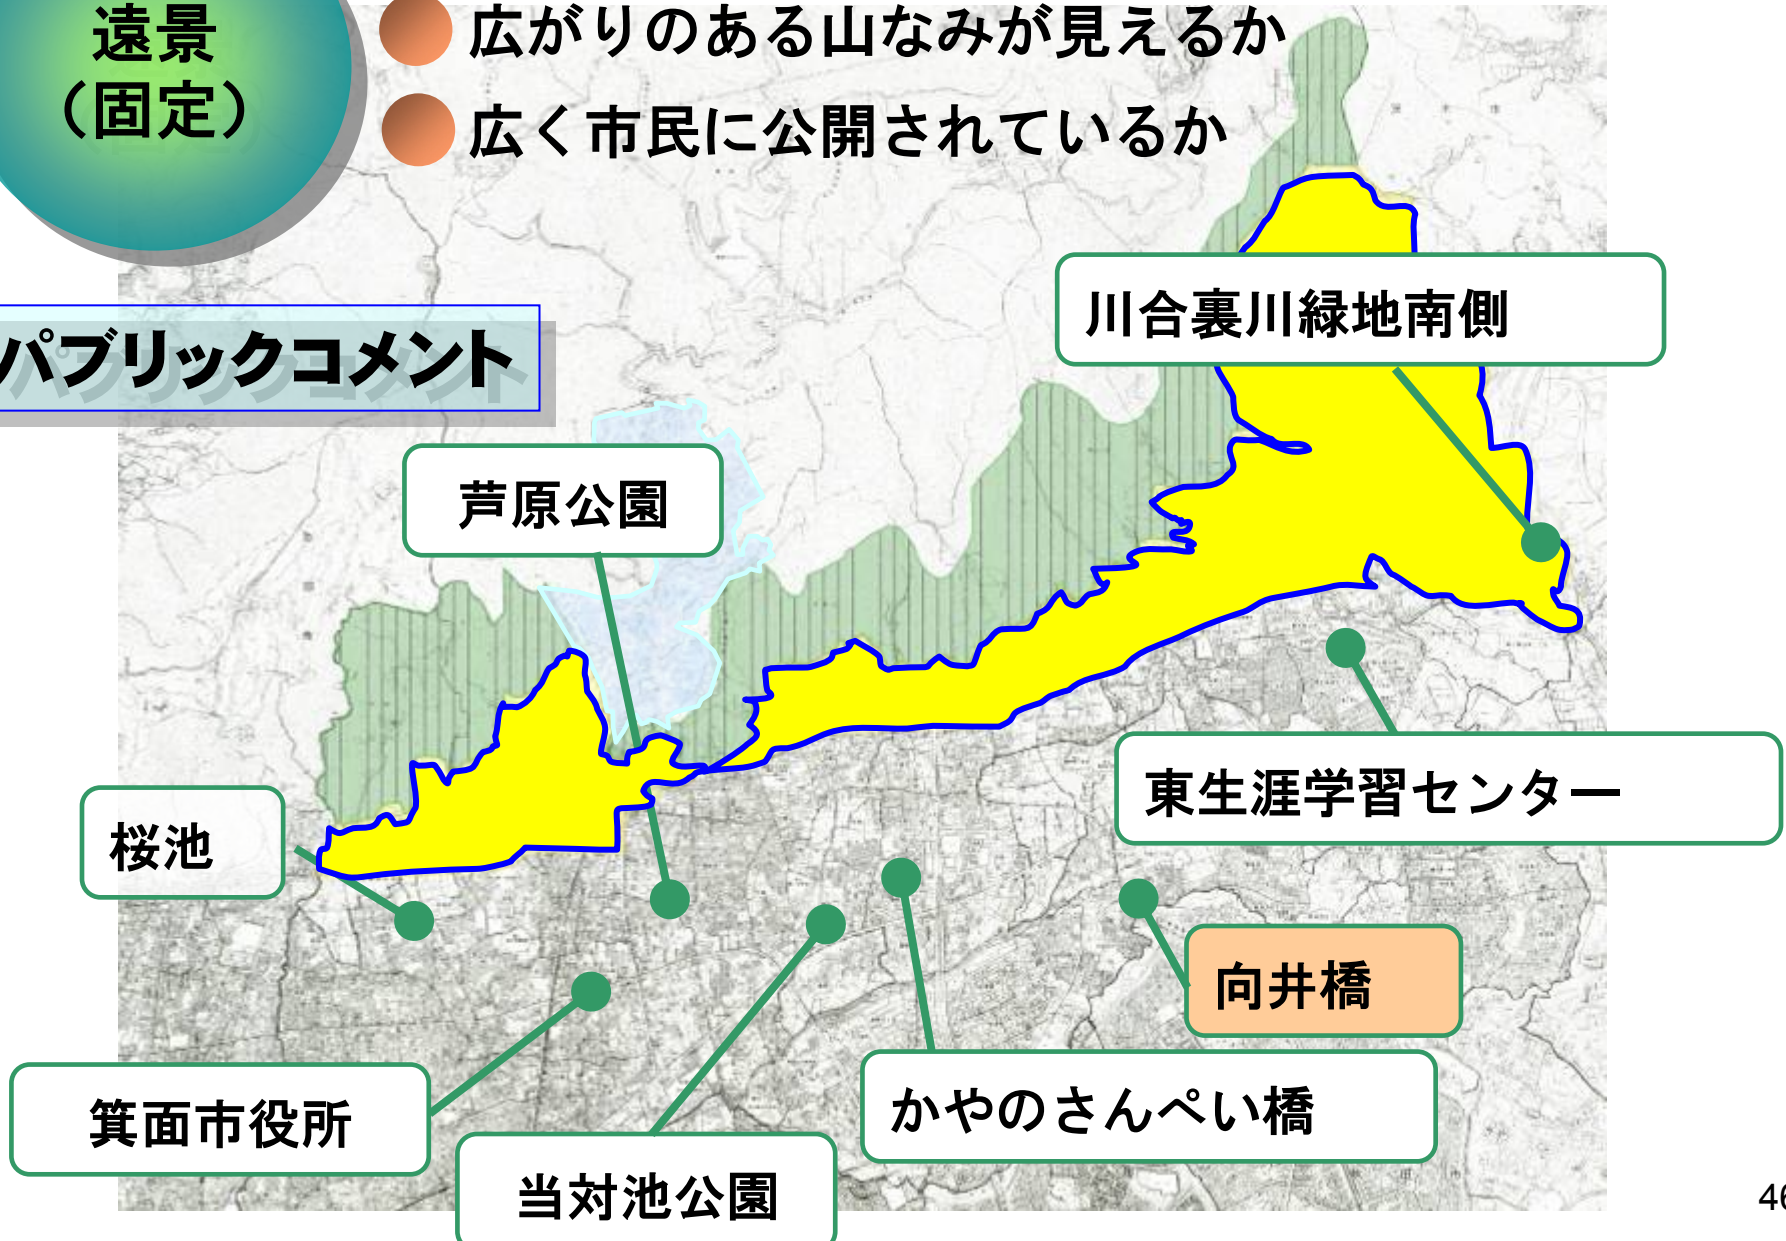 遠景
（固定）
広がりのある山なみが見えるか
広く市民に公開されているか
パブリックコメント
川合裏川緑地南側
芦原公園
東生涯学習センター
桜池
向井橋
かやのさんぺい橋
箕面市役所
当対池公園
46